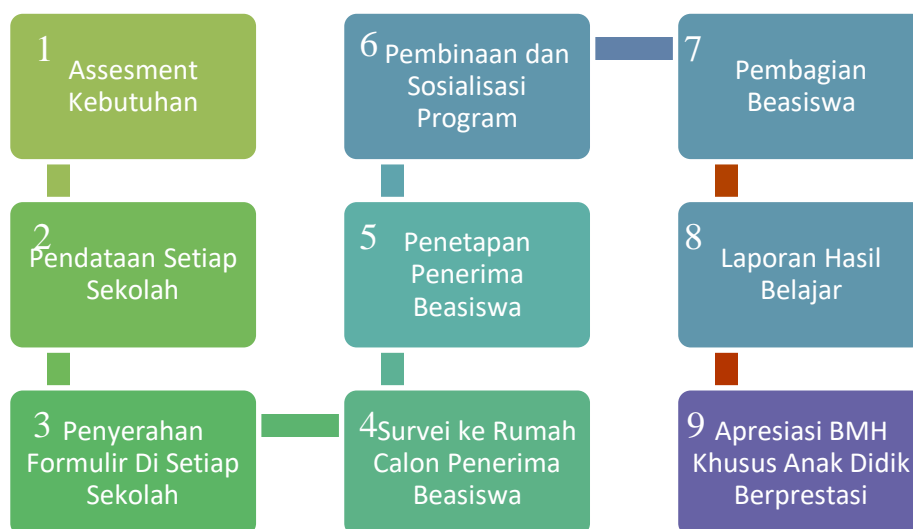 1
Assesment
Kebutuhan
2
Pendataan Setiap
Sekolah
3 Penyerahan
Formulir Di Setiap
Sekolah
4 Survei ke Rumah
Calon Penerima
Beasiswa
5 Penetapan
Penerima
Beasiswa
6 Pembinaan dan
Sosialisasi
Program
7 Pembagian
Beasiswa
8 Laporan Hasil
Belajar
9 Apresiasi BMH
Khusus Anak Didik
Berprestasi